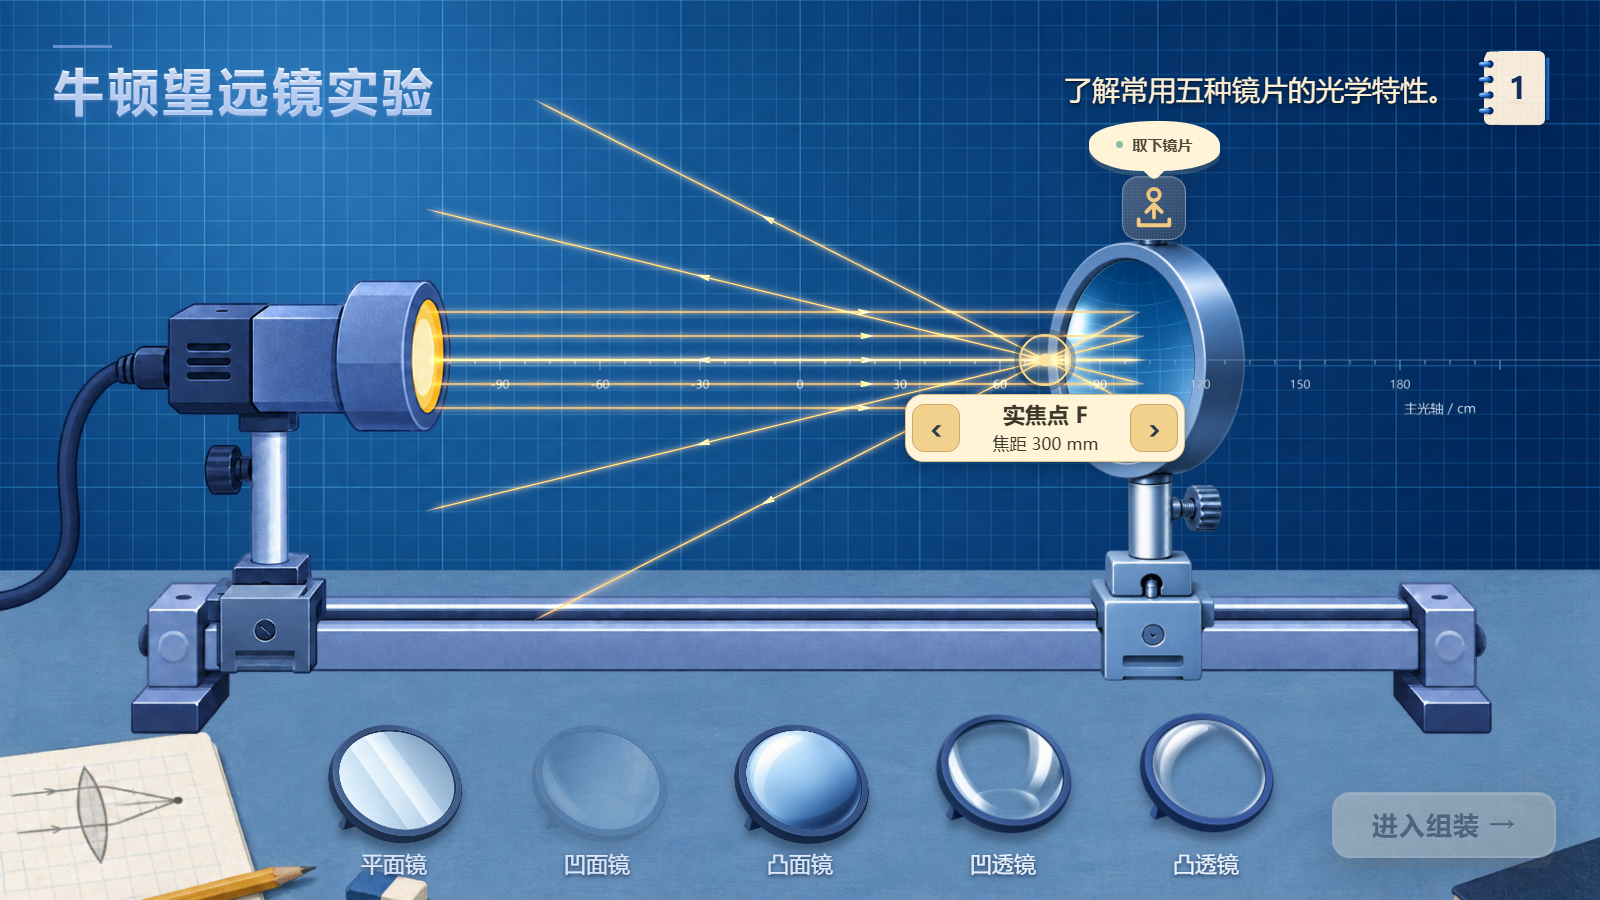 牛顿望远镜实验
了解常用五种镜片的光学特性。
1
取下镜片
-90 -60 -30 0 30 60 90 120 150 180
主光轴 / cm
‹ 实焦点 F ›
焦距 300 mm
平面镜 凹面镜 凸面镜 凹透镜 凸透镜
进入组装 →